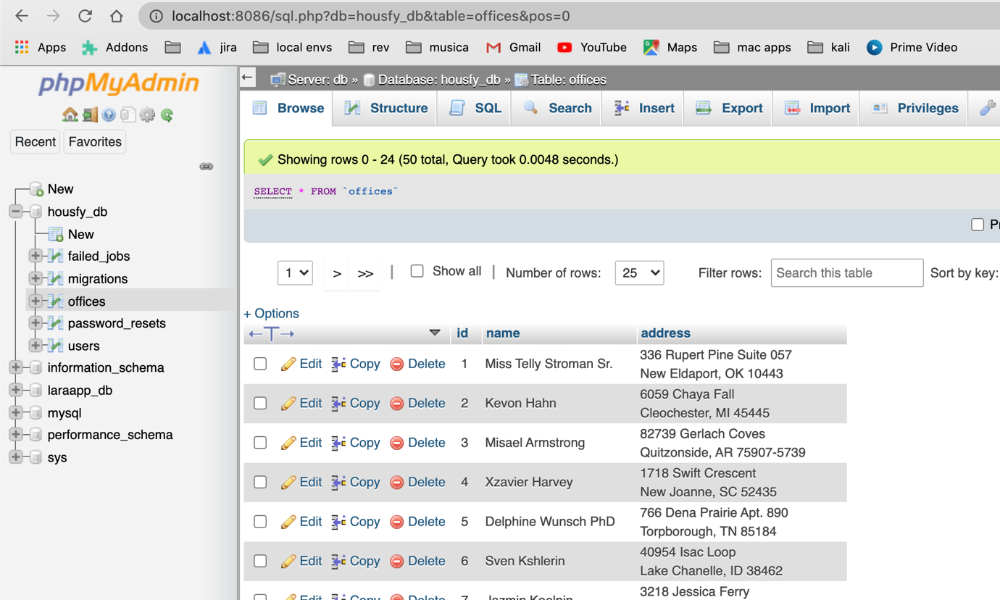 localhost:8086/sql.php?db=housfy_db&table=offices&pos=0
Apps Addons jira local envs rev musica Gmail YouTube Maps mac apps kali Prime Video
phpMyAdmin
Recent Favorites
New
housfy_db
New
failed_jobs
migrations
offices
password_resets
users
information_schema
laraapp_db
mysql
performance_schema
sys
Server: db » Database: housfy_db » Table: offices
Browse Structure SQL Search Insert Export Import Privileges
Showing rows 0 - 24 (50 total, Query took 0.0048 seconds.)
SELECT * FROM `offices`
1 > >> | Show all | Number of rows: 25 Filter rows: Search this table Sort by key:
+ Options
←T→ id name address
Edit Copy Delete 1 Miss Telly Stroman Sr. 336 Rupert Pine Suite 057
New Eldaport, OK 10443
Edit Copy Delete 2 Kevon Hahn 6059 Chaya Fall
Cleochester, MI 45445
Edit Copy Delete 3 Misael Armstrong 82739 Gerlach Coves
Quitzonside, AR 75907-5739
Edit Copy Delete 4 Xzavier Harvey 1718 Swift Crescent
New Joanne, SC 52435
Edit Copy Delete 5 Delphine Wunsch PhD 766 Dena Prairie Apt. 890
Torpborough, TN 85184
Edit Copy Delete 6 Sven Kshlerin 40954 Isac Loop
Lake Chanelle, ID 38462
Edit Copy Delete 7 Jazmin Koelpin 3218 Jessica Ferry